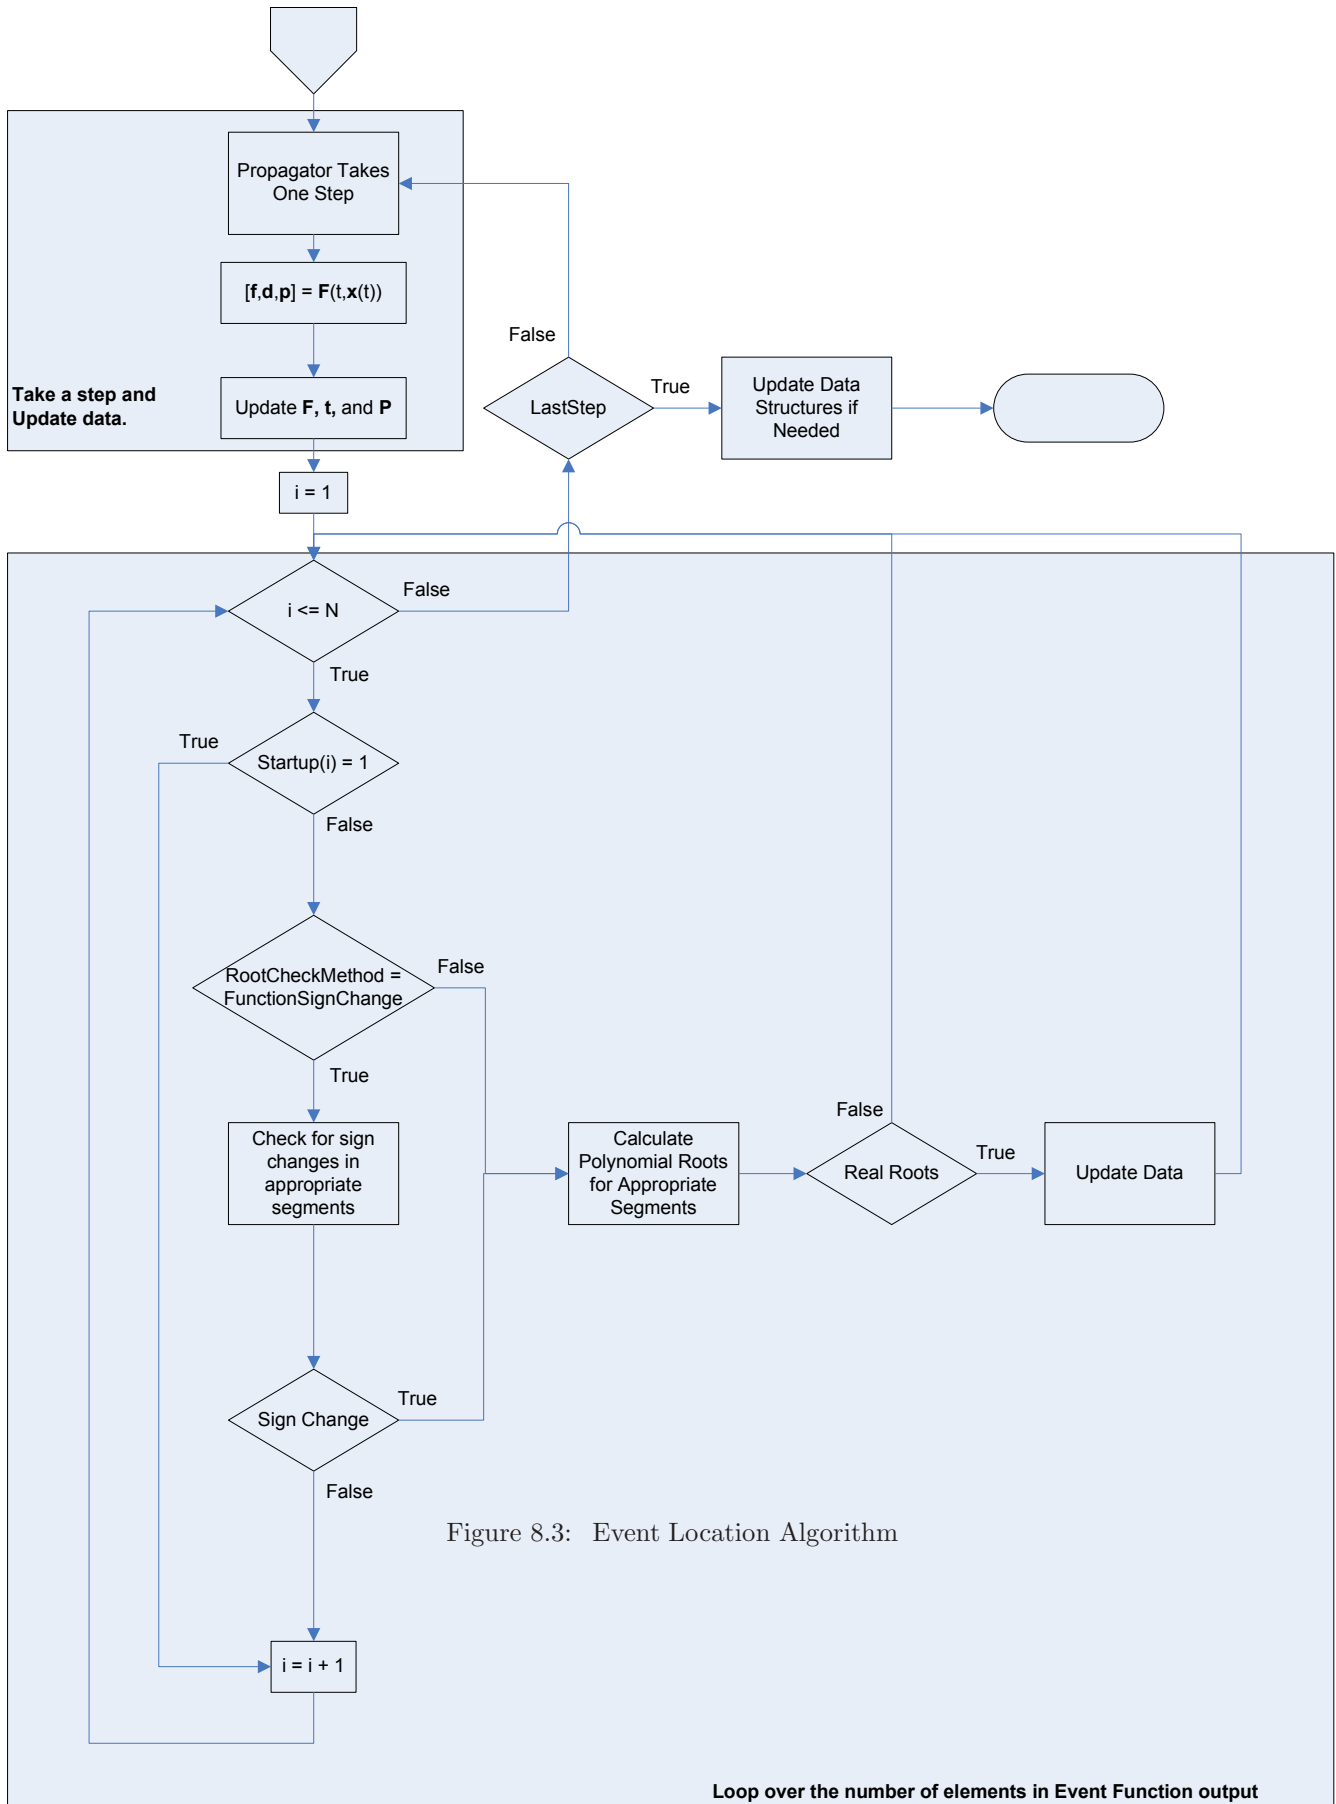 Propagator Takes
One Step
[f,d,p] = F(t,x(t))
Take a step and
Update data.
Update F, t, and P
False
LastStep
True
Update Data
Structures if
Needed
i = 1
i <= N
False
True
True
Startup(i) = 1
False
RootCheckMethod =
FunctionSignChange
False
True
Check for sign
changes in
appropriate
segments
Calculate
Polynomial Roots
for Appropriate
Segments
False
Real Roots
True
Update Data
Sign Change
True
False
Figure 8.3: Event Location Algorithm
i = i + 1
Loop over the number of elements in Event Function output